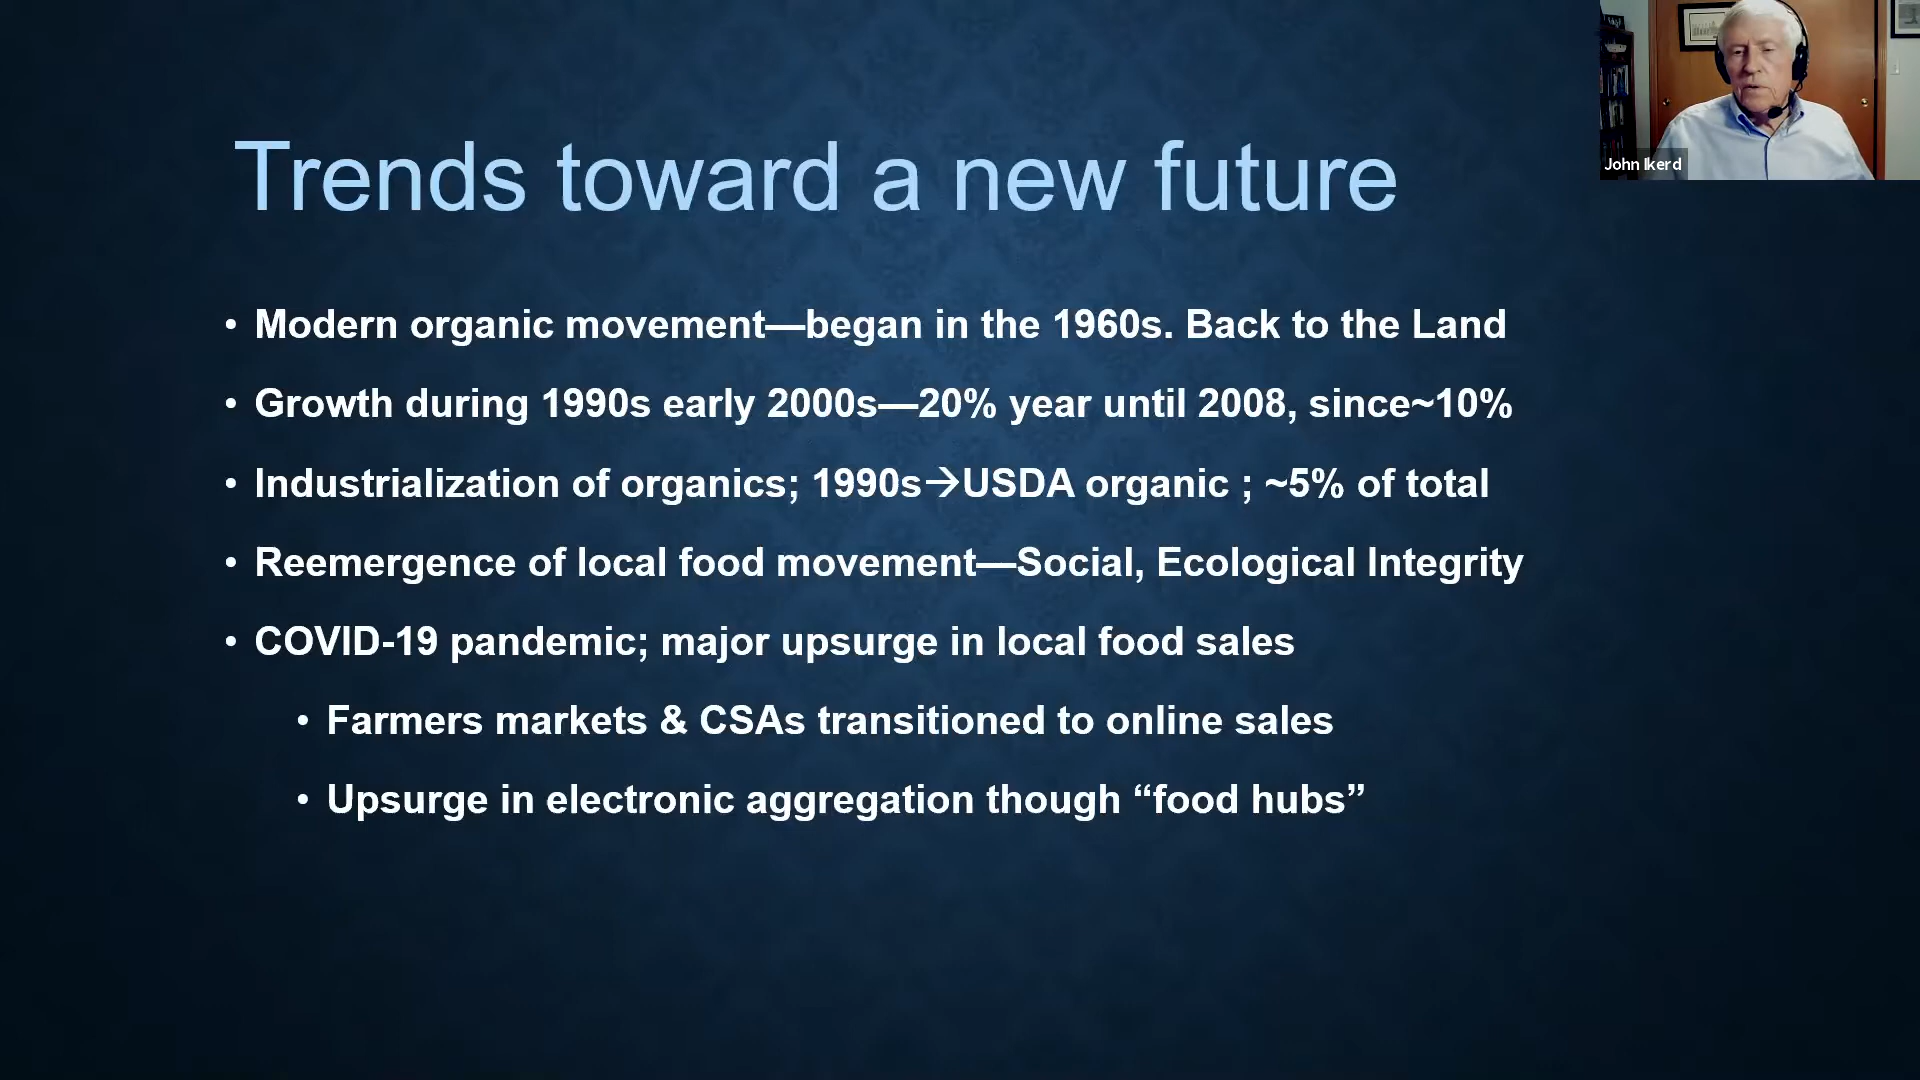 John Ikerd
Trends toward a new future
• Modern organic movement—began in the 1960s. Back to the Land
• Growth during 1990s early 2000s—20% year until 2008, since~10%
• Industrialization of organics; 1990s→USDA organic ; ~5% of total
• Reemergence of local food movement—Social, Ecological Integrity
• COVID-19 pandemic; major upsurge in local food sales
• Farmers markets & CSAs transitioned to online sales
• Upsurge in electronic aggregation though “food hubs”